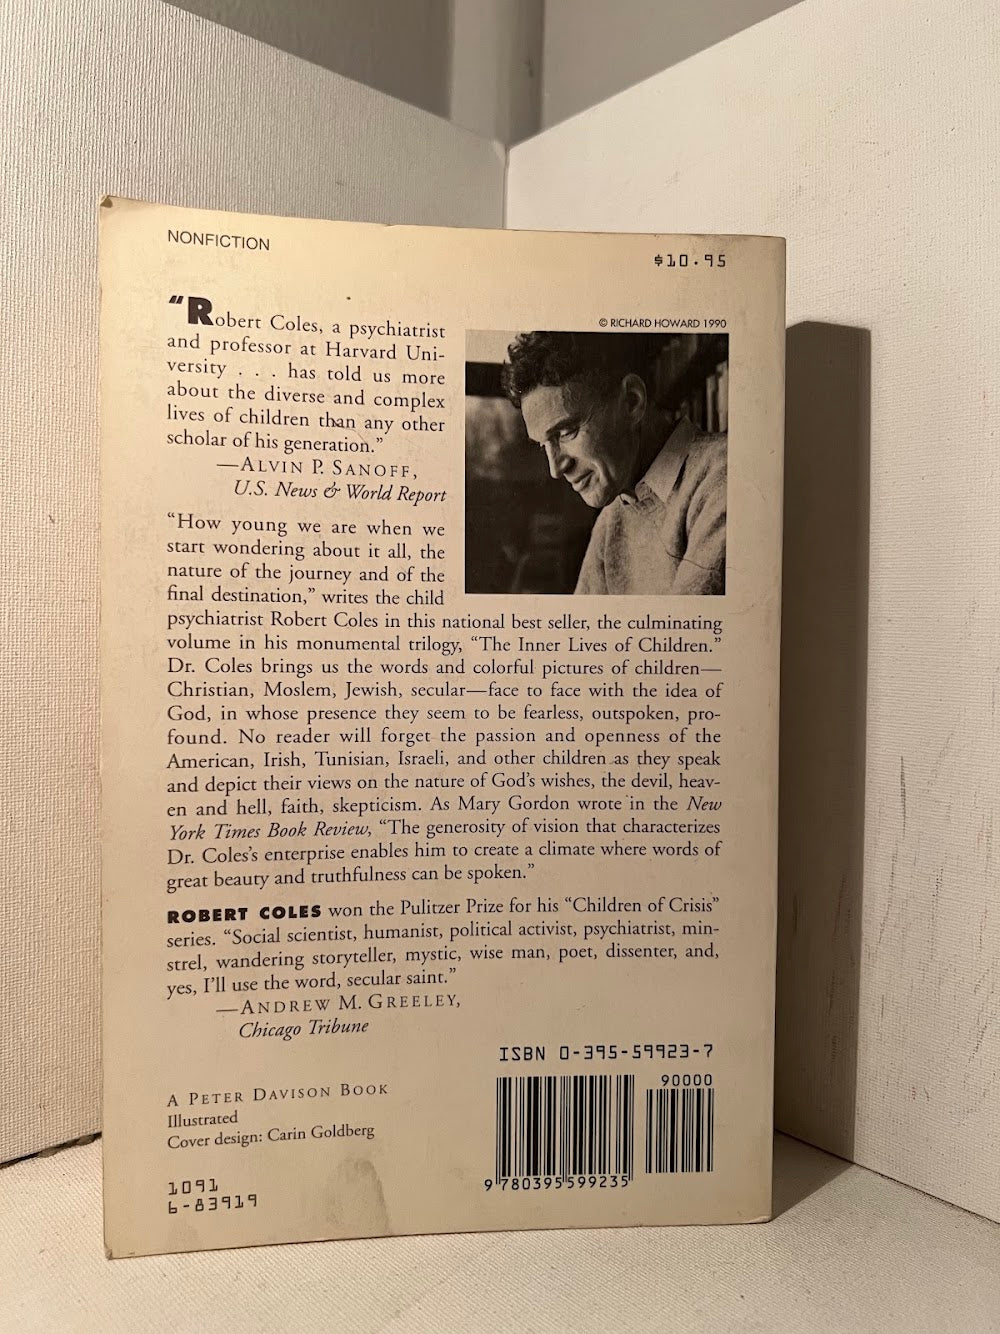 NONFICTION
$10.95
© RICHARD HOWARD 1990
“Robert Coles, a psychiatrist
and professor at Harvard Uni-
versity . . . has told us more
about the diverse and complex
lives of children than any other
scholar of his generation.”
—ALVIN P. SANOFF,
U.S. News & World Report
“How young we are when we
start wondering about it all, the
nature of the journey and of the
final destination,” writes the child
psychiatrist Robert Coles in this national best seller, the culminating
volume in his monumental trilogy, “The Inner Lives of Children.”
Dr. Coles brings us the words and colorful pictures of children—
Christian, Moslem, Jewish, secular—face to face with the idea of
God, in whose presence they seem to be fearless, outspoken, pro-
found. No reader will forget the passion and openness of the
American, Irish, Tunisian, Israeli, and other children as they speak
and depict their views on the nature of God’s wishes, the devil, heav-
en and hell, faith, skepticism. As Mary Gordon wrote in the New
York Times Book Review, “The generosity of vision that characterizes
Dr. Coles’s enterprise enables him to create a climate where words of
great beauty and truthfulness can be spoken.”
ROBERT COLES won the Pulitzer Prize for his “Children of Crisis”
series. “Social scientist, humanist, political activist, psychiatrist, min-
strel, wandering storyteller, mystic, wise man, poet, dissenter, and,
yes, I’ll use the word, secular saint.”
—ANDREW M. GREELEY,
Chicago Tribune
ISBN 0-395-59923-7
90000
9 780395 599235
A PETER DAVISON BOOK
Illustrated
Cover design: Carin Goldberg
1091
6-83919